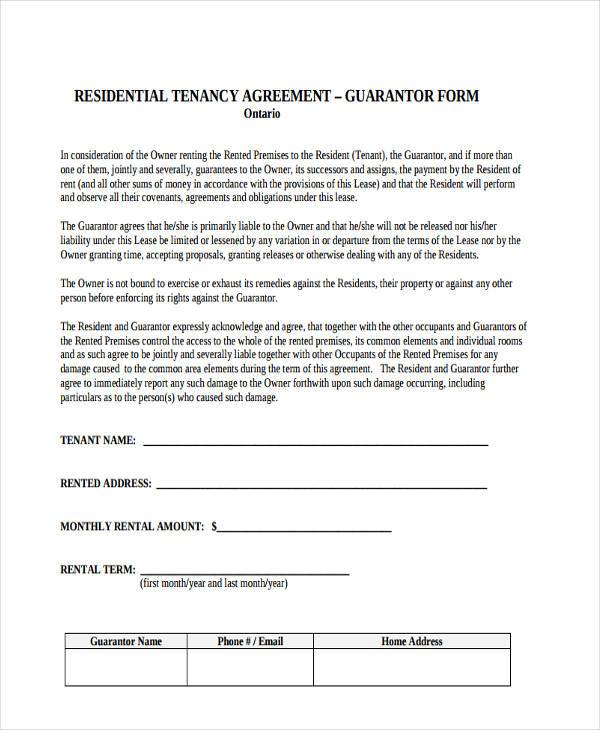 RESIDENTIAL TENANCY AGREEMENT – GUARANTOR FORM
Ontario
In consideration of the Owner renting the Rented Premises to the Resident (Tenant), the Guarantor, and if more than
one of them, jointly and severally, guarantees to the Owner, its successors and assigns, the payment by the Resident of
rent (and all other sums of money in accordance with the provisions of this Lease) and that the Resident will perform
and observe all their covenants, agreements and obligations under this lease.
The Guarantor agrees that he/she is primarily liable to the Owner and that he/she will not be released nor his/her
liability under this Lease be limited or lessened by any variation in or departure from the terms of the Lease nor by the
Owner granting time, accepting proposals, granting releases or otherwise dealing with any of the Residents.
The Owner is not bound to exercise or exhaust its remedies against the Residents, their property or against any other
person before enforcing its rights against the Guarantor.
The Resident and Guarantor expressly acknowledge and agree, that together with the other occupants and Guarantors of
the Rented Premises control the access to the whole of the rented premises, its common elements and individual rooms
and as such agree to be jointly and severally liable together with other Occupants of the Rented Premises for any
damage caused to the common area elements during the term of this agreement. The Resident and Guarantor further
agree to immediately report any such damage to the Owner forthwith upon such damage occurring, including
particulars as to the person(s) who caused such damage.
TENANT NAME:
RENTED ADDRESS:
MONTHLY RENTAL AMOUNT: $
RENTAL TERM:
(first month/year and last month/year)
Guarantor Name Phone # / Email Home Address